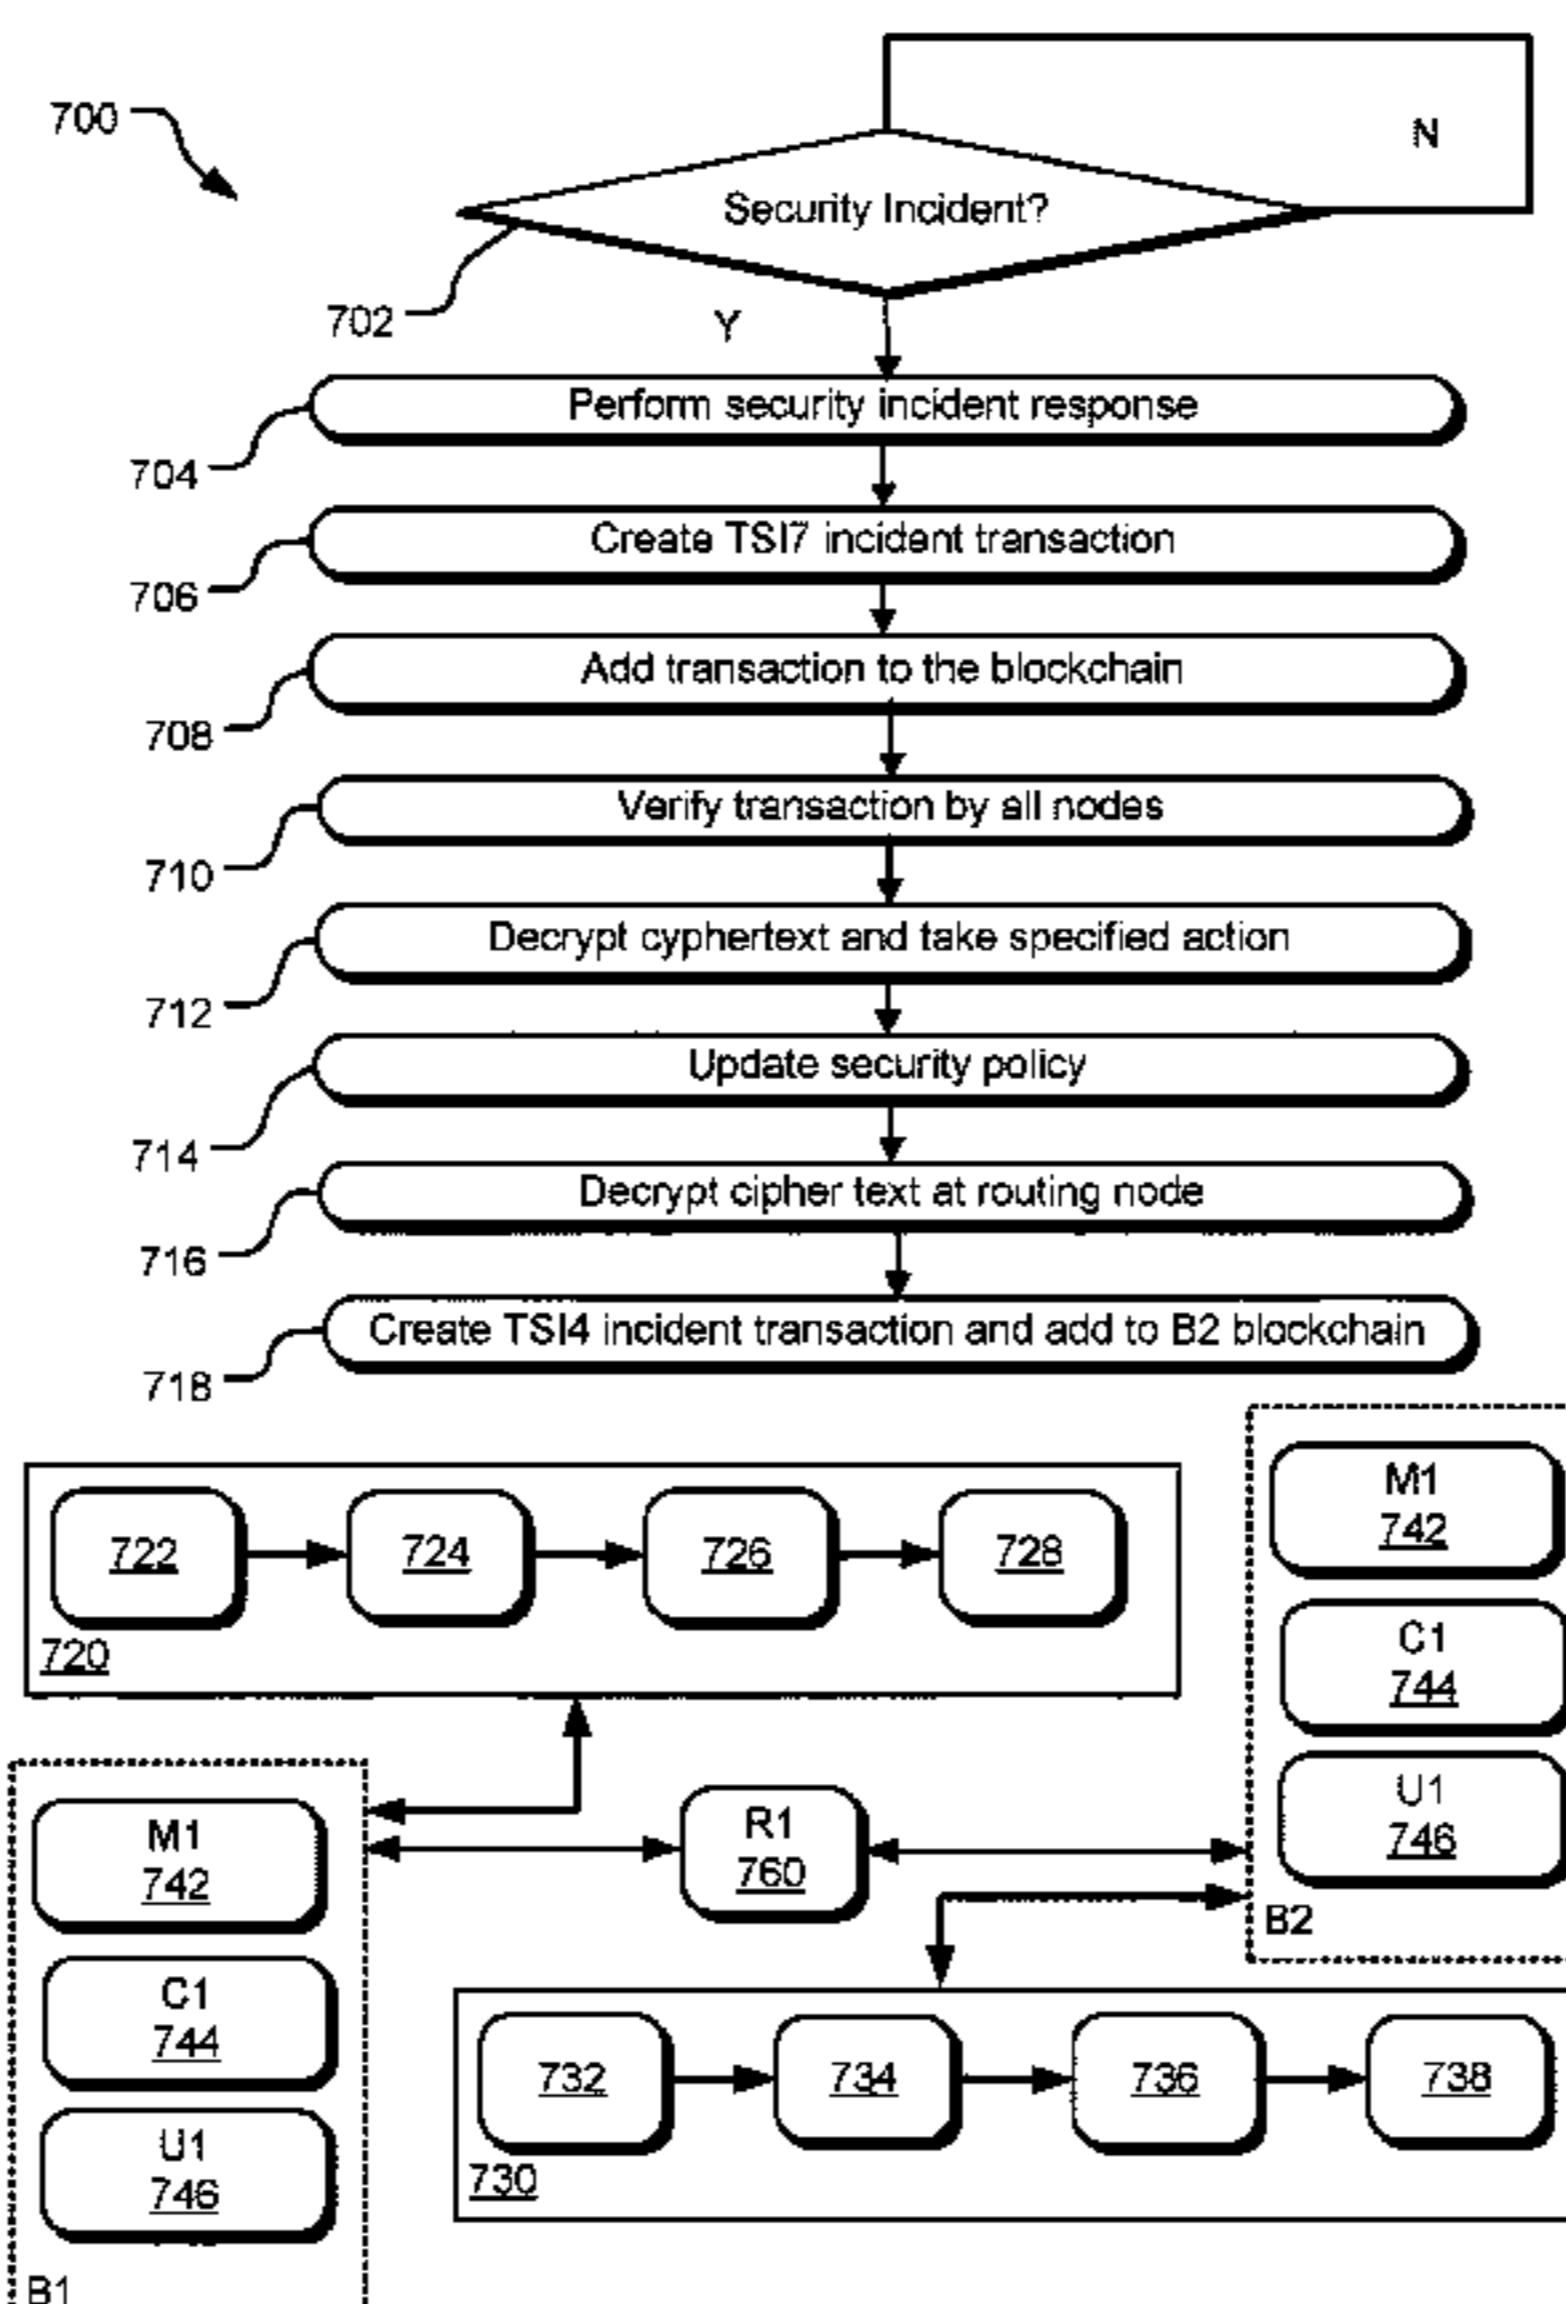 700
N
Security Incident?
702
Y
Perform security incident response
704
Create TSI7 incident transaction
706
Add transaction to the blockchain
708
Verify transaction by all nodes
710
Decrypt cyphertext and take specified action
712
Update security policy
714
Decrypt cipher text at routing node
716
Create TSI4 incident transaction and add to B2 blockchain
718
722
724
726
728
720
M1
742
C1
744
U1
746
B2
R1
760
M1
742
C1
744
U1
746
B1
732
734
736
738
730